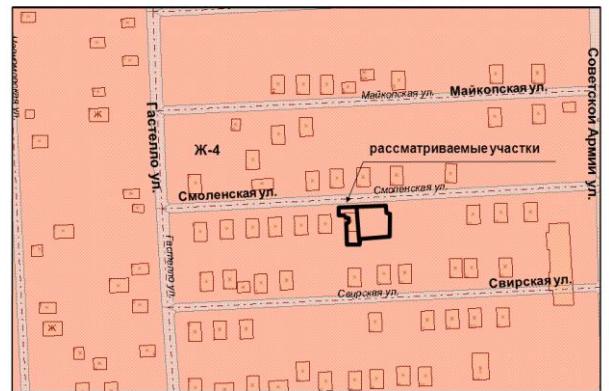 Майкопская ул.
Майкопская ул.
Советской Армии ул.
Гастелло ул.
Ж
Ж-4
рассматриваемые участки
Смоленская ул.
Смоленская ул.
Гастелло ул.
Свирская ул.
Свирская ул.
Ж